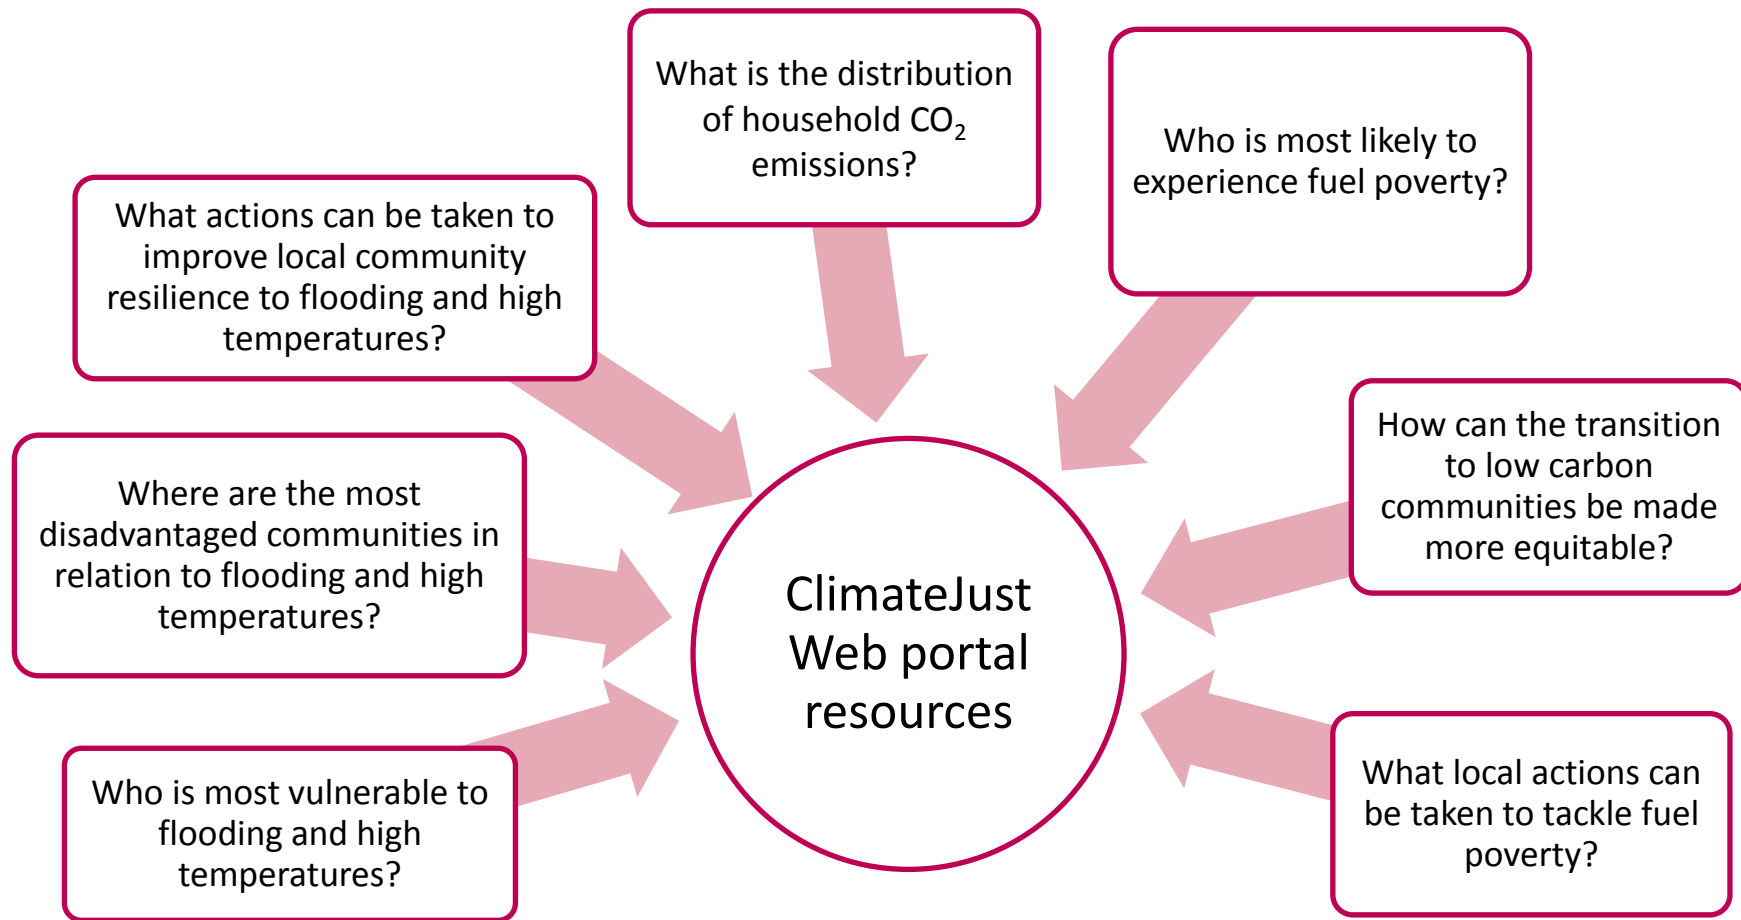 What is the distribution
of household CO₂
emissions?
Who is most likely to
experience fuel poverty?
What actions can be taken to
improve local community
resilience to flooding and high
temperatures?
How can the transition
to low carbon
communities be made
more equitable?
Where are the most
disadvantaged communities in
relation to flooding and high
temperatures?
ClimateJust
Web portal
resources
What local actions can
be taken to tackle fuel
poverty?
Who is most vulnerable to
flooding and high
temperatures?